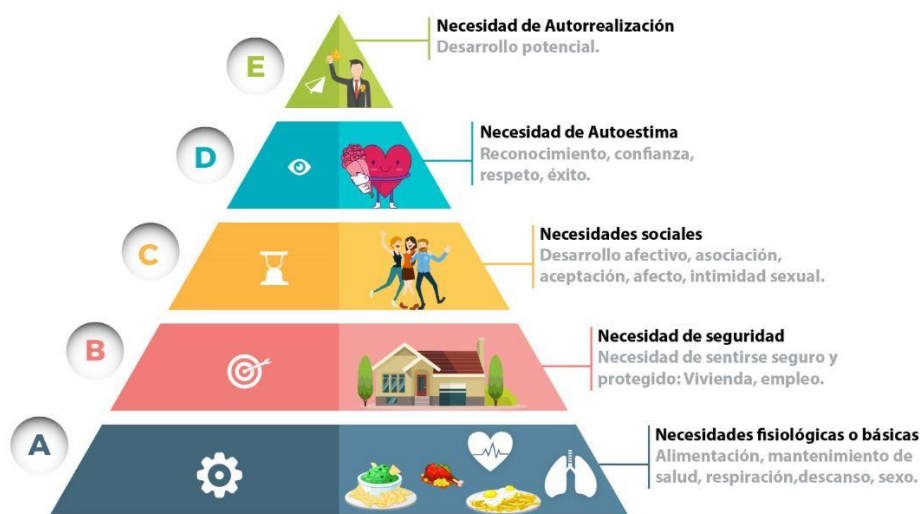 E
Necesidad de Autorrealización
Desarrollo potencial.
D
Necesidad de Autoestima
Reconocimiento, confianza,
respeto, éxito.
C
Necesidades sociales
Desarrollo afectivo, asociación,
aceptación, afecto, intimidad sexual.
B
Necesidad de seguridad
Necesidad de sentirse seguro y
protegido: Vivienda, empleo.
A
Necesidades fisiológicas o básicas
Alimentación, mantenimiento de
salud, respiración,descanso, sexo.